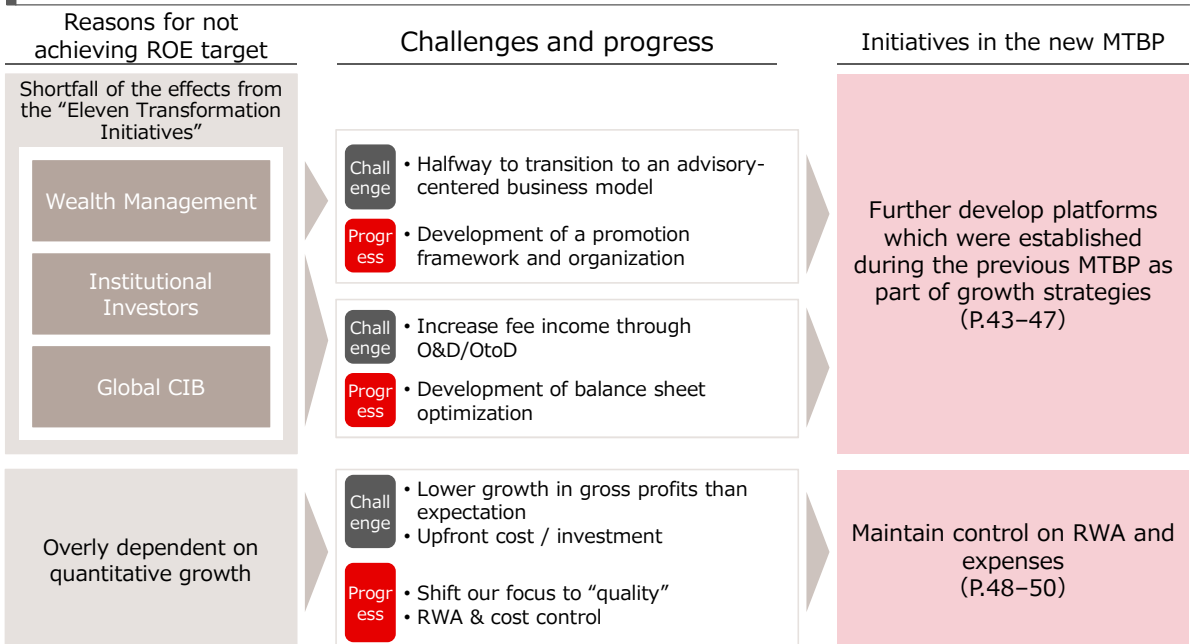 Reasons for not
achieving ROE target
Challenges and progress
Initiatives in the new MTBP
Shortfall of the effects from
the “Eleven Transformation
Initiatives”
Wealth Management
Institutional
Investors
Global CIB
Chall
enge
• Halfway to transition to an advisory-
centered business model
Progr
ess
• Development of a promotion
framework and organization
Chall
enge
• Increase fee income through
O&D/OtoD
Progr
ess
• Development of balance sheet
optimization
Further develop platforms
which were established
during the previous MTBP as
part of growth strategies
(P.43–47)
Overly dependent on
quantitative growth
Chall
enge
• Lower growth in gross profits than
expectation
• Upfront cost / investment
Progr
ess
• Shift our focus to “quality”
• RWA & cost control
Maintain control on RWA and
expenses
(P.48–50)